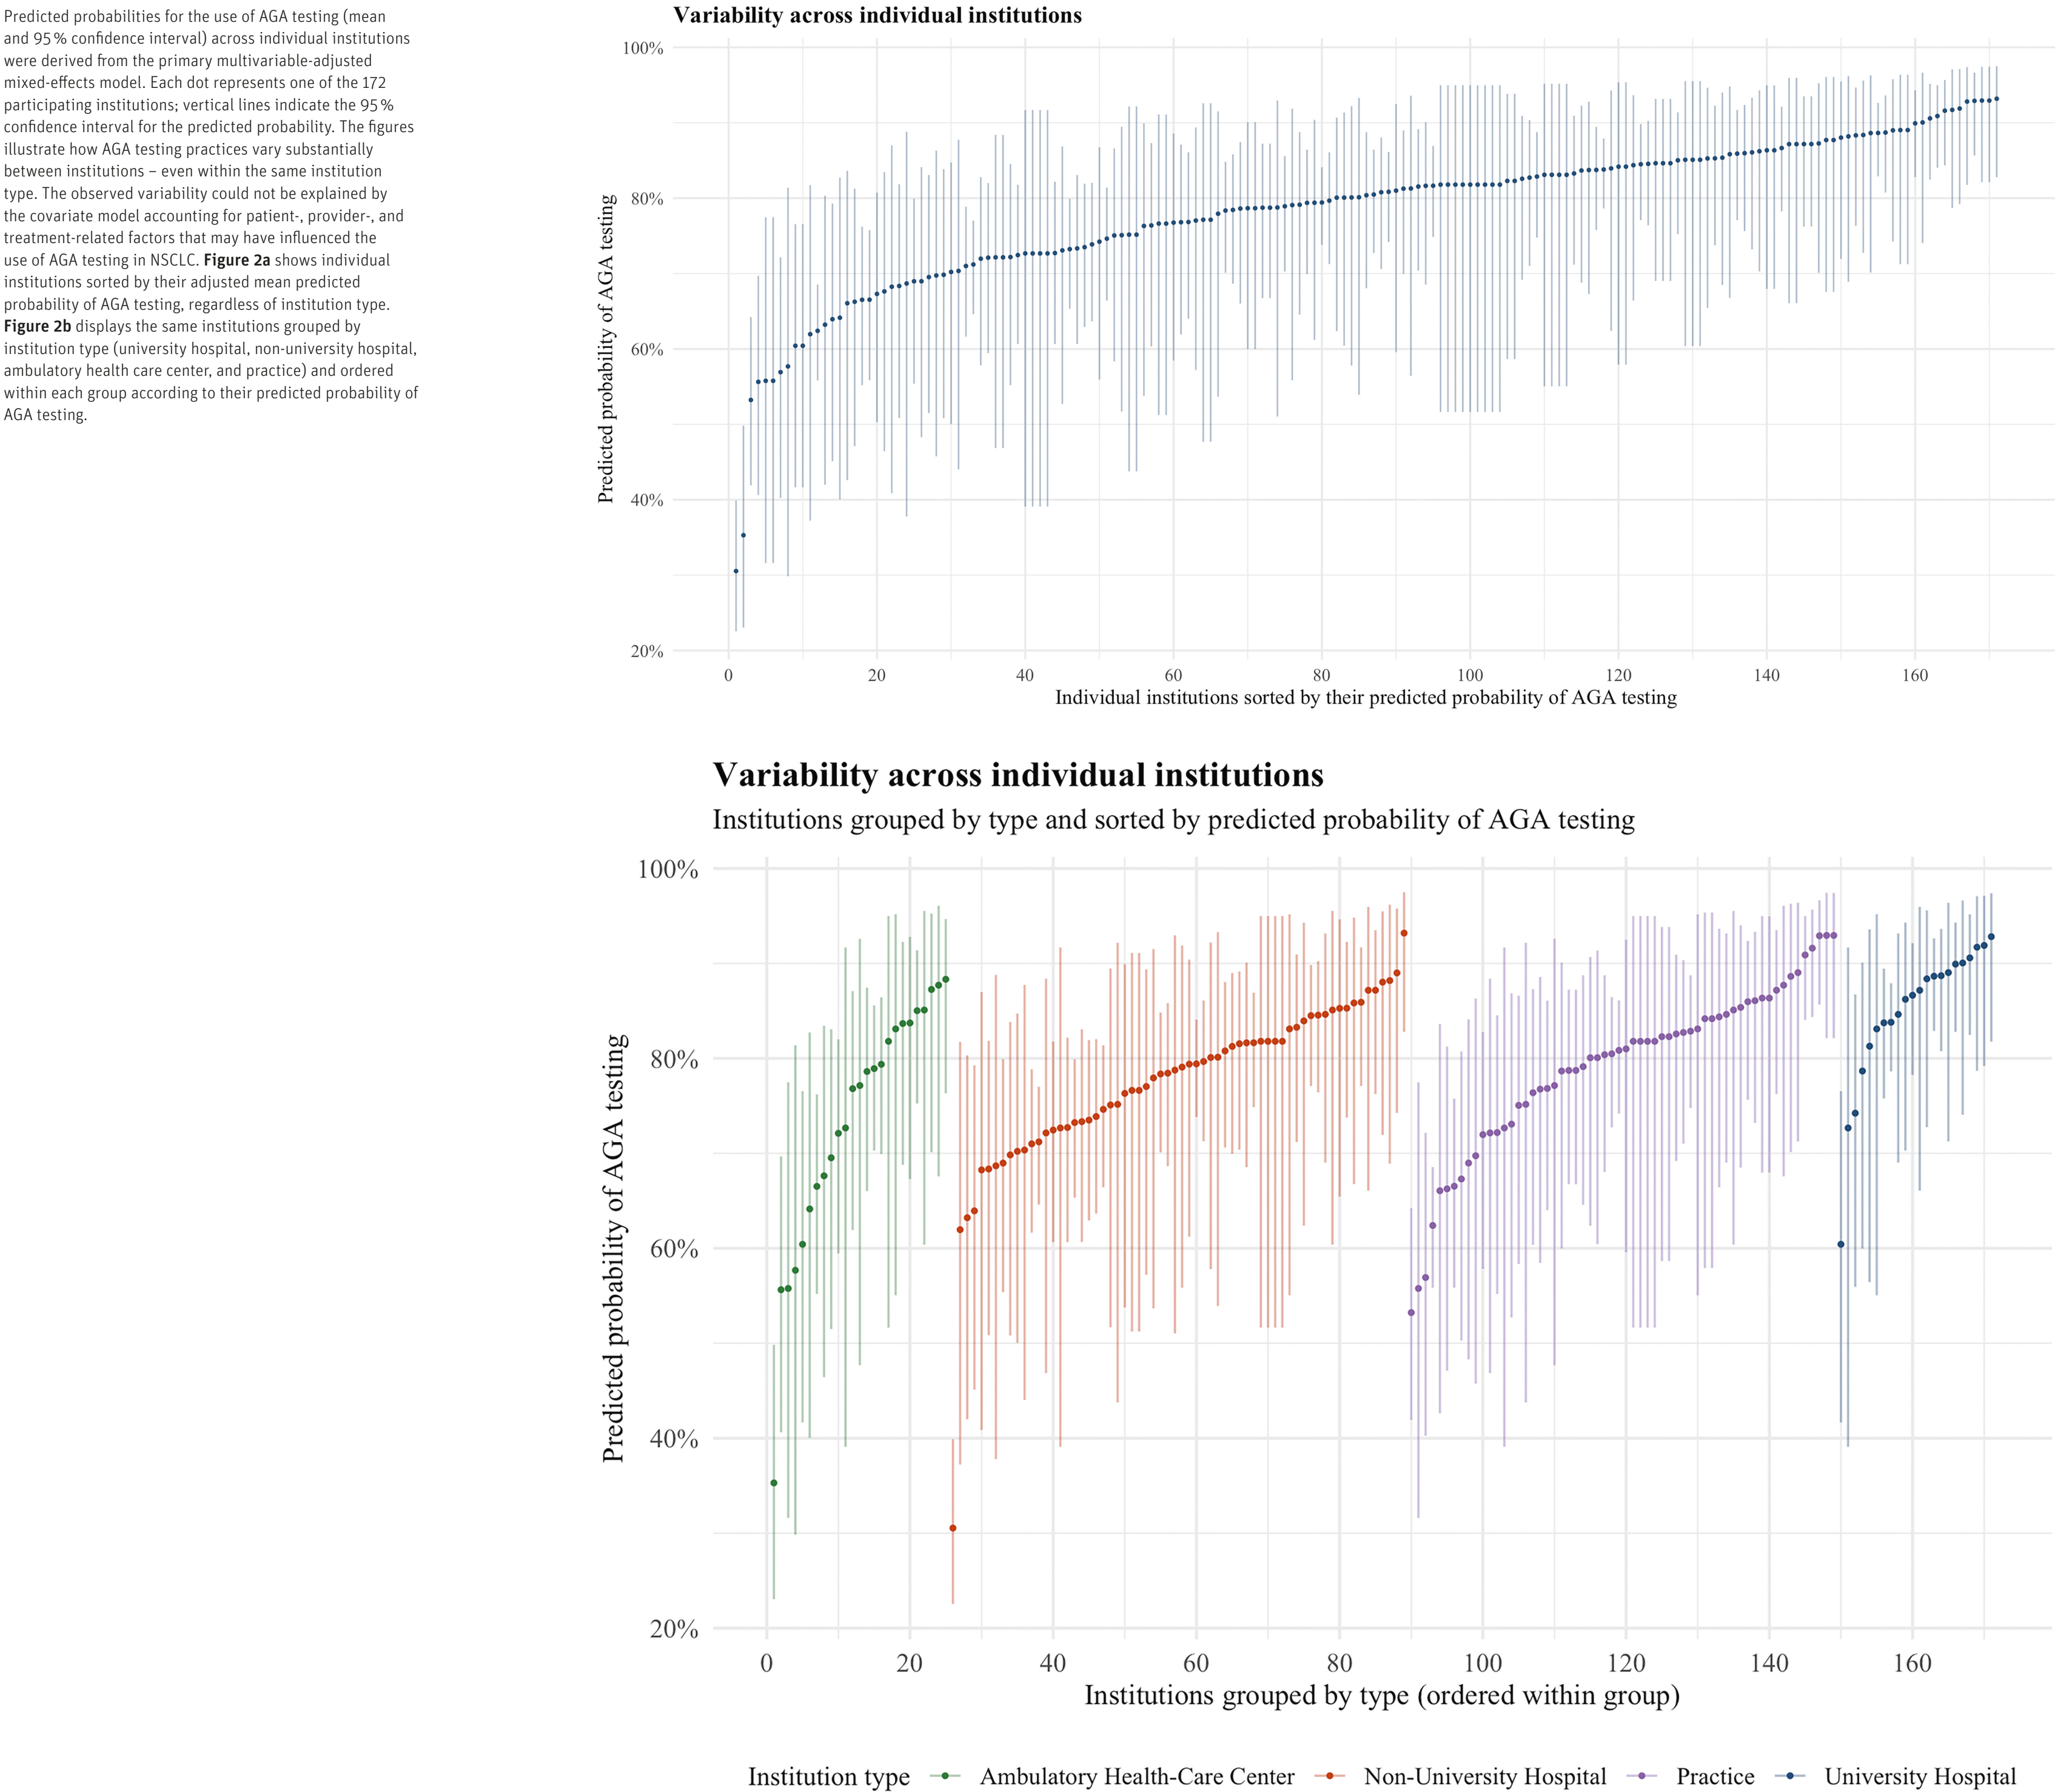 Predicted probabilities for the use of AGA testing (mean
and 95 % confidence interval) across individual institutions
were derived from the primary multivariable-adjusted
mixed-effects model. Each dot represents one of the 172
participating institutions; vertical lines indicate the 95 %
confidence interval for the predicted probability. The figures
illustrate how AGA testing practices vary substantially
between institutions – even within the same institution
type. The observed variability could not be explained by
the covariate model accounting for patient-, provider-, and
treatment-related factors that may have influenced the
use of AGA testing in NSCLC. Figure 2a shows individual
institutions sorted by their adjusted mean predicted
probability of AGA testing, regardless of institution type.
Figure 2b displays the same institutions grouped by
institution type (university hospital, non-university hospital,
ambulatory health care center, and practice) and ordered
within each group according to their predicted probability of
AGA testing.
Variability across individual institutions
Predicted probability of AGA testing
100%
80%
60%
40%
20%
0 20 40 60 80 100 120 140 160
Individual institutions sorted by their predicted probability of AGA testing
Variability across individual institutions
Institutions grouped by type and sorted by predicted probability of AGA testing
Predicted probability of AGA testing
100%
80%
60%
40%
20%
0 20 40 60 80 100 120 140 160
Institutions grouped by type (ordered within group)
Institution type Ambulatory Health-Care Center Non-University Hospital Practice University Hospital